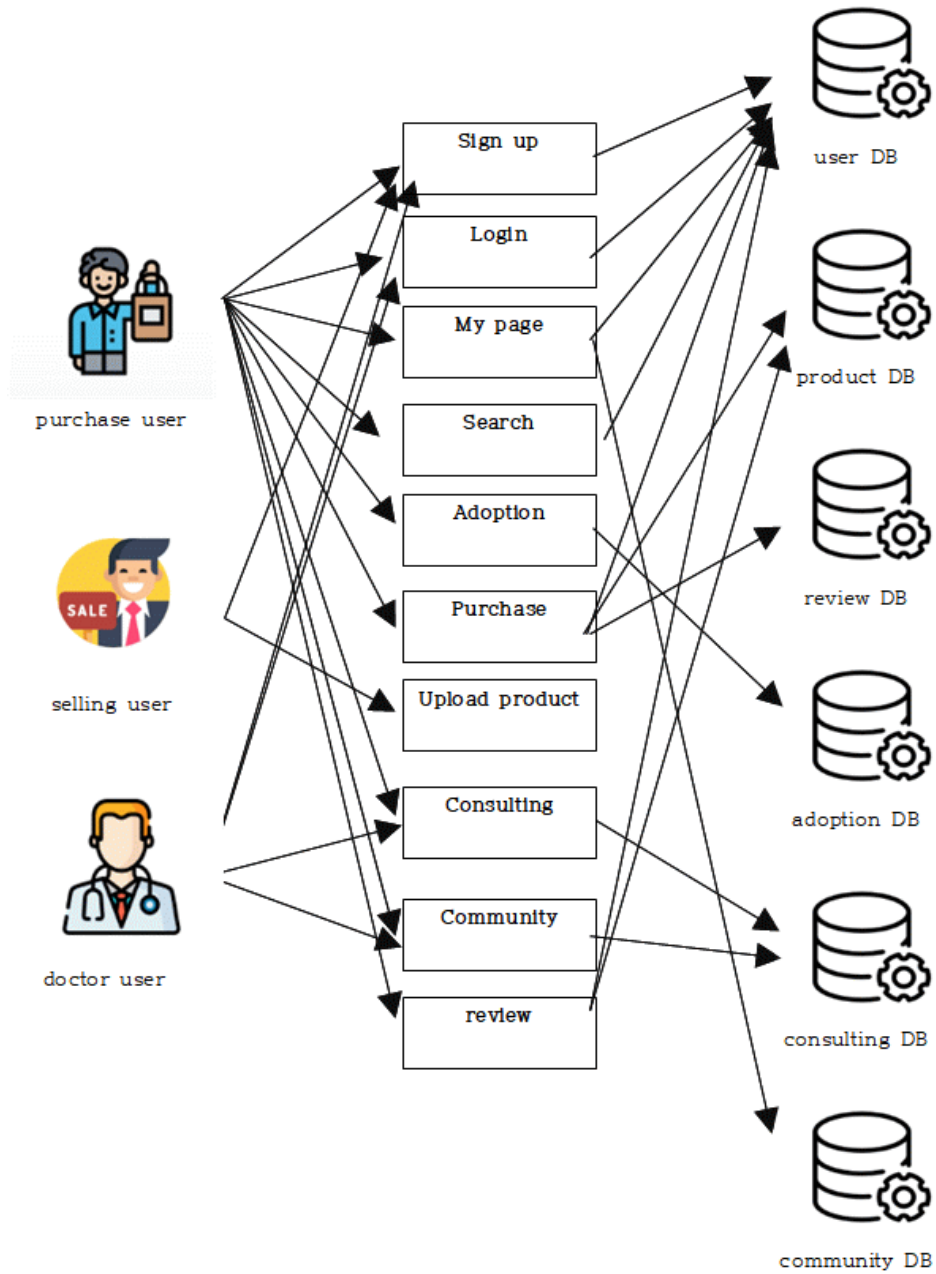 Sign up
Login
My page
Search
Adoption
Purchase
Upload product
Consulting
Community
review
purchase user
SALE
selling user
doctor user
user DB
product DB
review DB
adoption DB
consulting DB
community DB